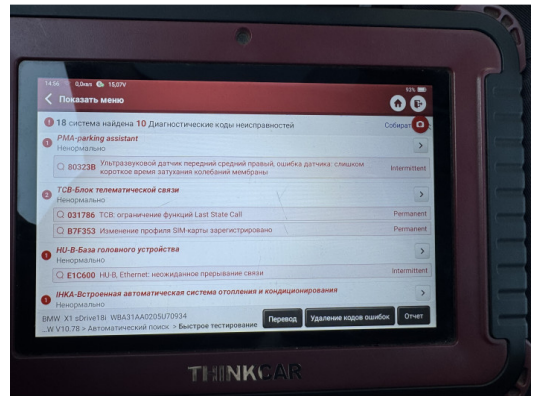 14:56 0,0квп 15,07V 92%
Показать меню
18 система найдена 10 Диагностические коды неисправностей
PMA-parking assistant
Ненормально
80323B Ультразвуковой датчик передний средний правый, ошибка датчика: слишком
короткое время затухания колебаний мембраны
Intermittent
TCB-Блок телематической связи
Ненормально
031786 TCB: ограничение функций Last State Call Permanent
B7F353 Изменение профиля SIM-карты зарегистрировано Permanent
HU-B-База головного устройства
Ненормально
E1C600 HU-B, Ethernet: неожиданное прерывание связи Intermittent
IHKA-Встроенная автоматическая система отопления и кондиционирования
Ненормально
BMW X1 sDrive18i WBA31AA0205U70934
...W V10.78 > Автоматический поиск > Быстрое тестирование
Перевод Удаление кодов ошибок Отчет
THINKCAR